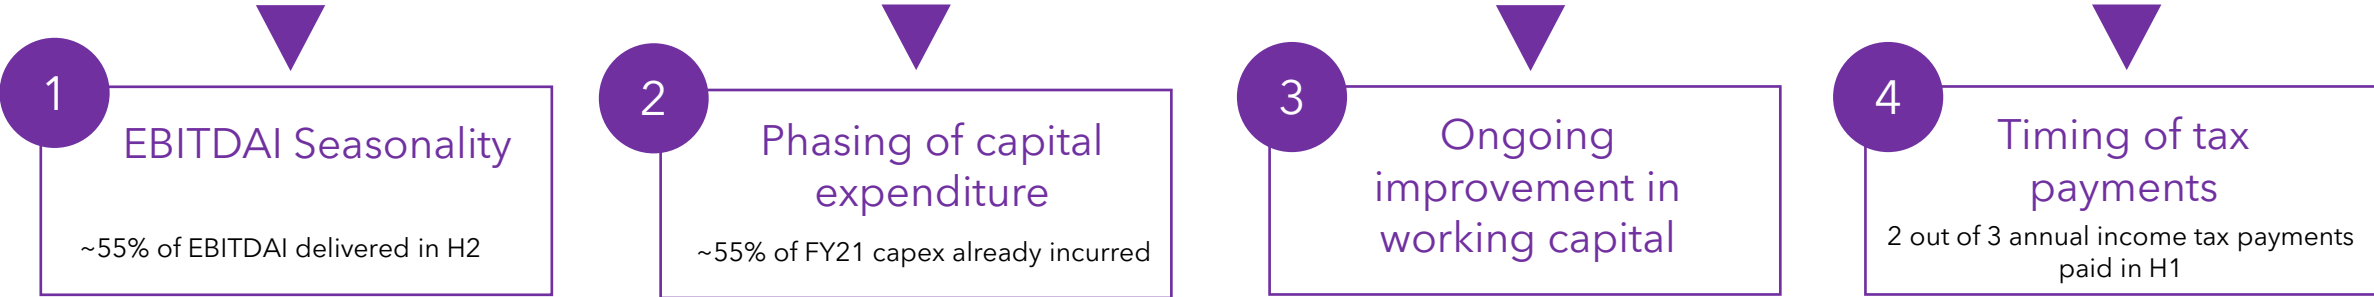 1
EBITDAI Seasonality
~55% of EBITDAI delivered in H2
2
Phasing of capital
expenditure
~55% of FY21 capex already incurred
3
Ongoing
improvement in
working capital
4
Timing of tax
payments
2 out of 3 annual income tax payments
paid in H1